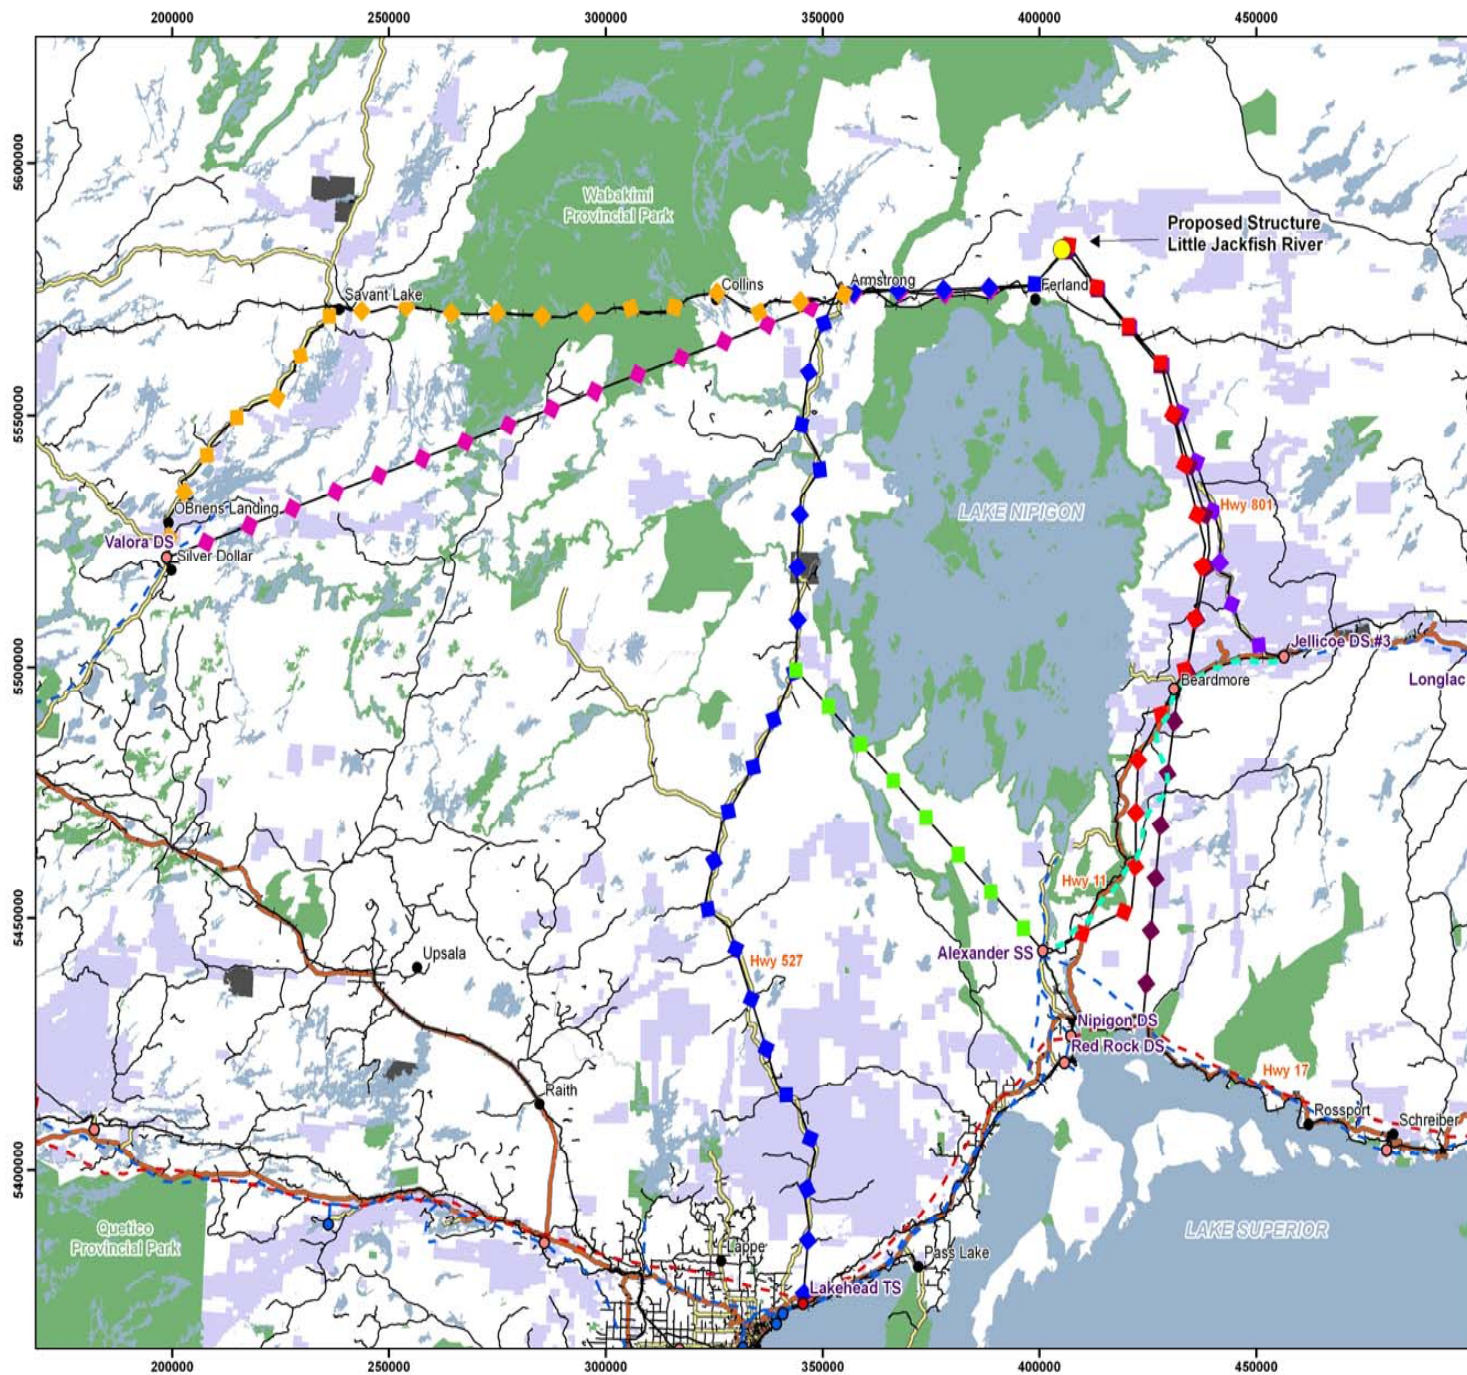 200000
250000
300000
350000
400000
450000
5600000
Wabakimi
Provincial Park
Proposed Structure
Little Jackfish River
Savant Lake
Collins
Armstrong
Ferland
5550000
OBriens Landing
Valora DS
Silver Dollar
LAKE NIPIGON
Hwy 801
Jellicoe DS #3
Beardmore
Longlac
5500000
Hwy 11
5450000
Upsala
Hwy 527
Alexander SS
Nipigon DS
Red Rock DS
Hwy 17
Raith
Rossport
Schreiber
5400000
Quetico
Provincial Park
LAKE SUPERIOR
Lappe
Pass Lake
Lakehead TS
200000
250000
300000
350000
400000
450000